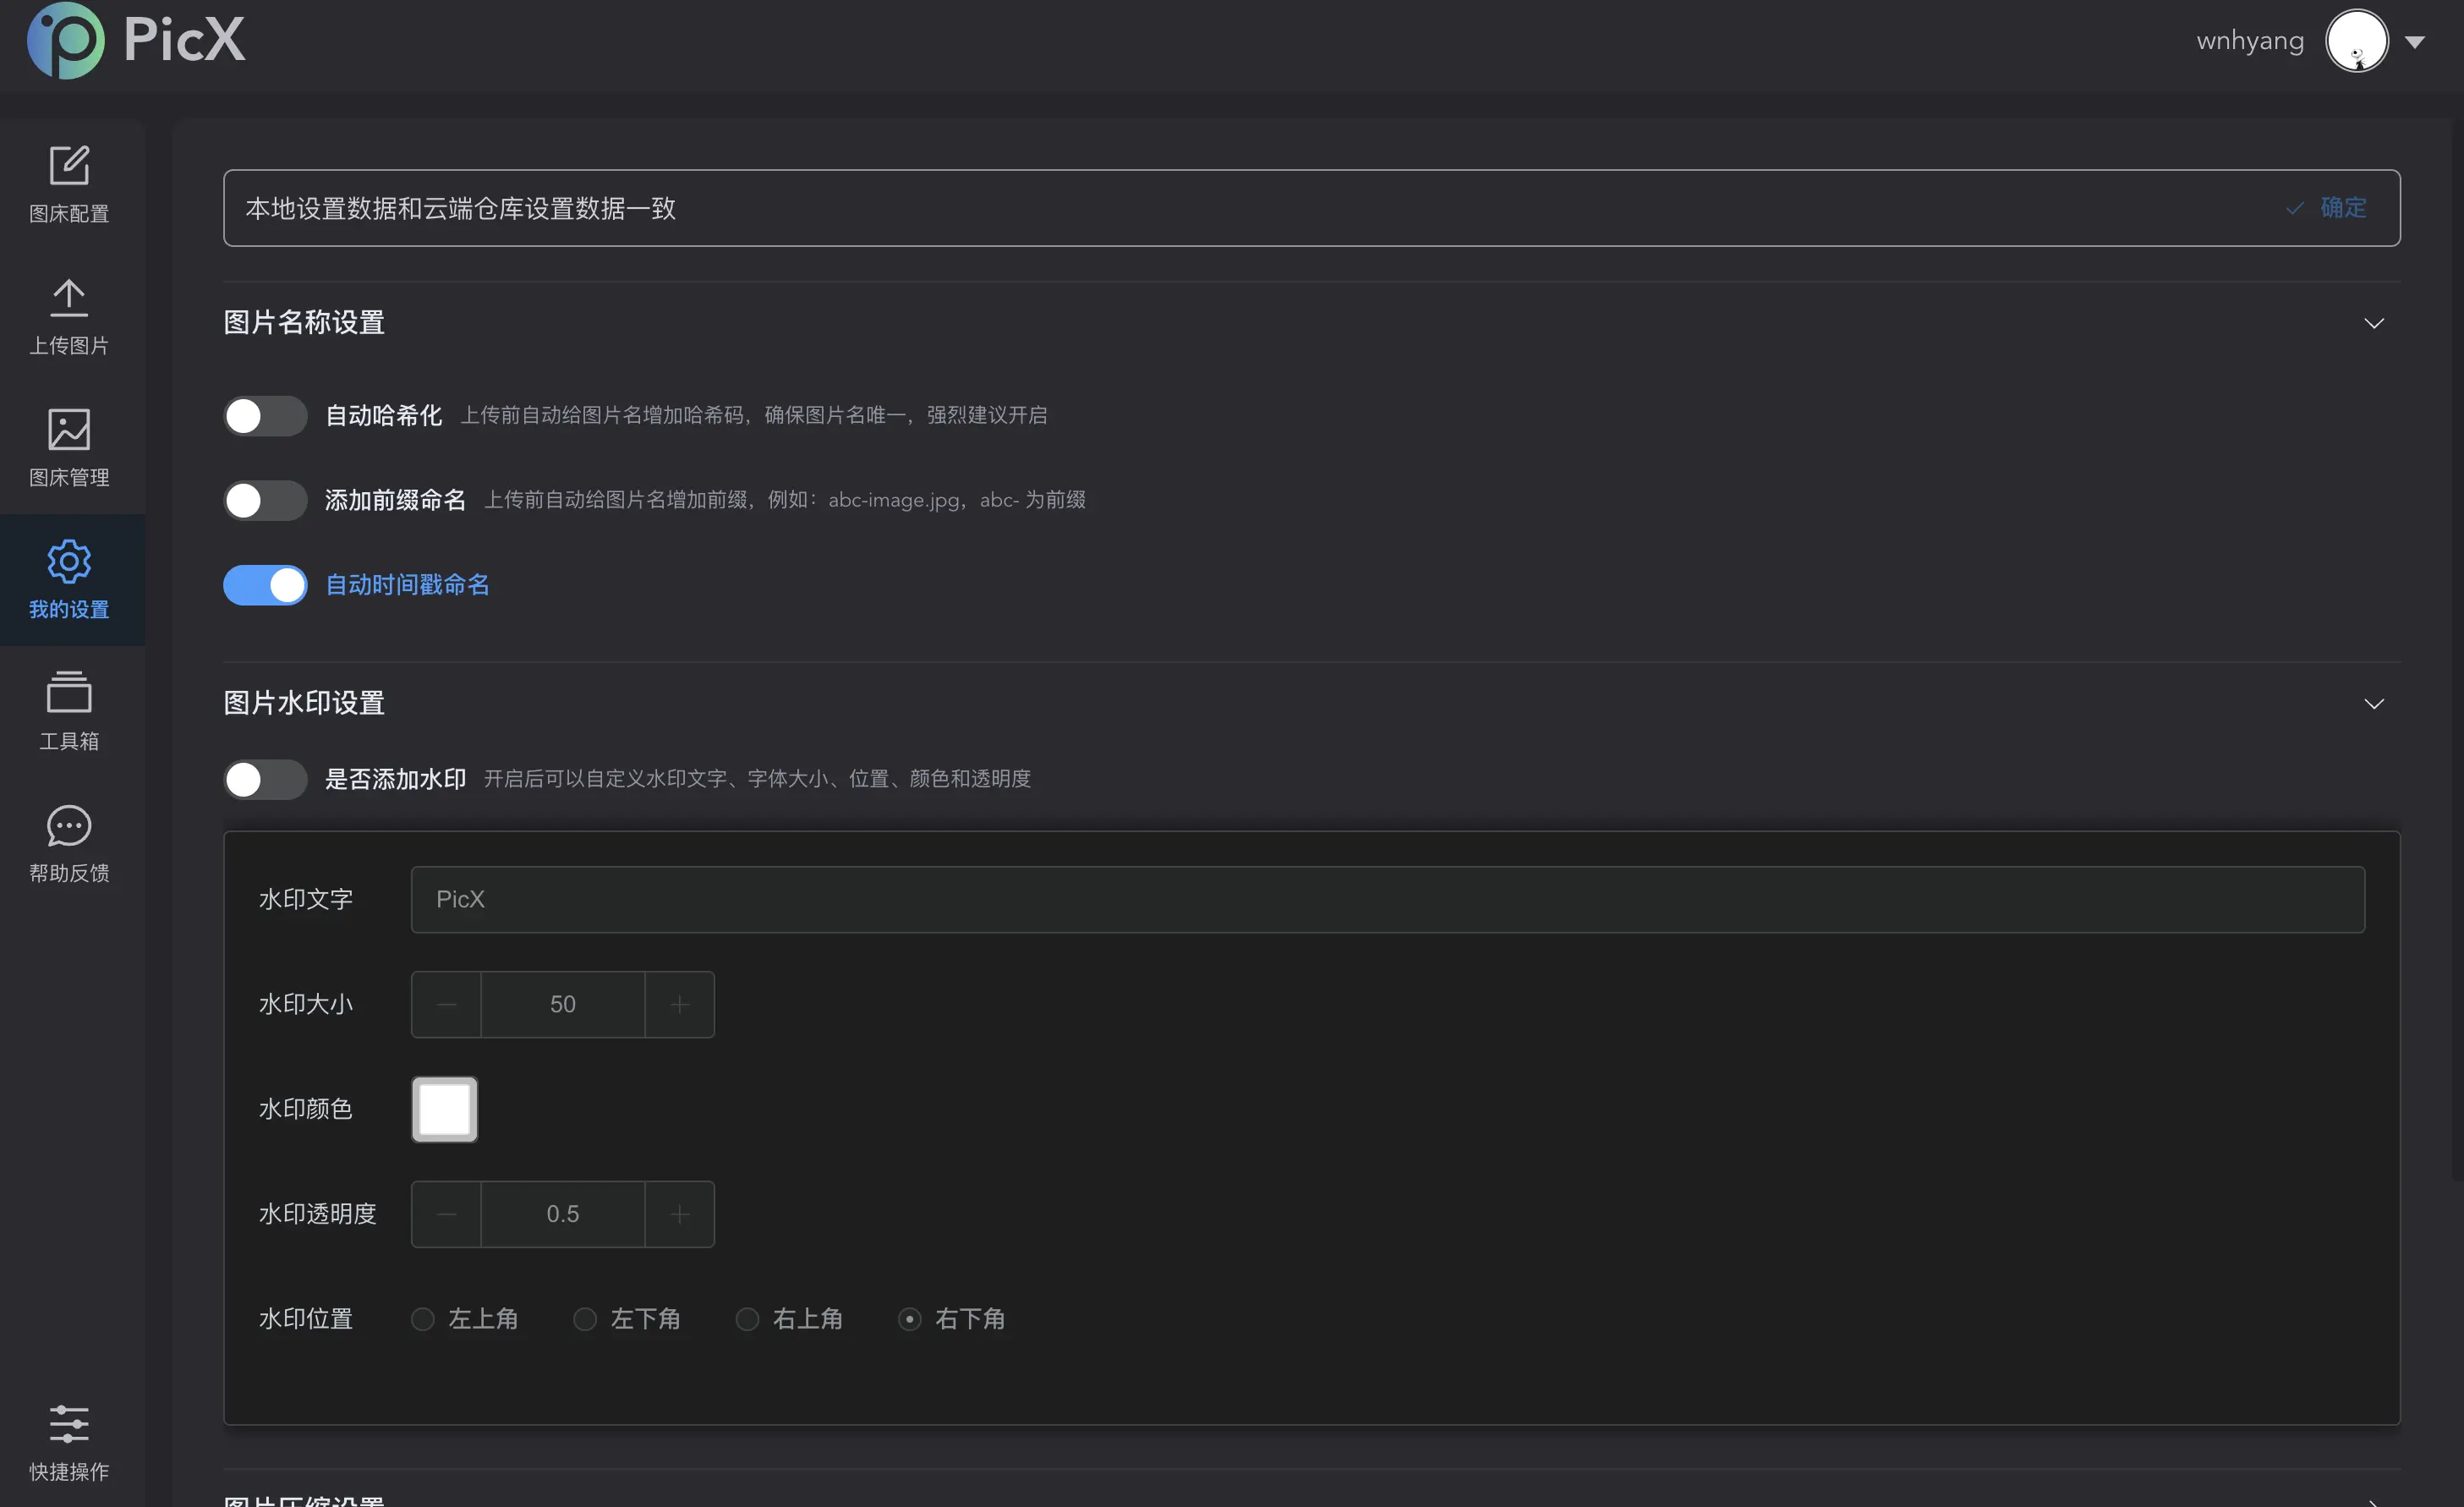 PicX
wnhyang
图床配置
上传图片
图床管理
我的设置
工具箱
帮助反馈
快捷操作
本地设置数据和云端仓库设置数据一致
确定
图片名称设置
自动哈希化 上传前自动给图片名增加哈希码，确保图片名唯一，强烈建议开启
添加前缀命名 上传前自动给图片名增加前缀，例如：abc-image.jpg，abc- 为前缀
自动时间戳命名
图片水印设置
是否添加水印 开启后可以自定义水印文字、字体大小、位置、颜色和透明度
水印文字 PicX
水印大小 50
水印颜色
水印透明度 0.5
水印位置 左上角 左下角 右上角 右下角
图片压缩设置